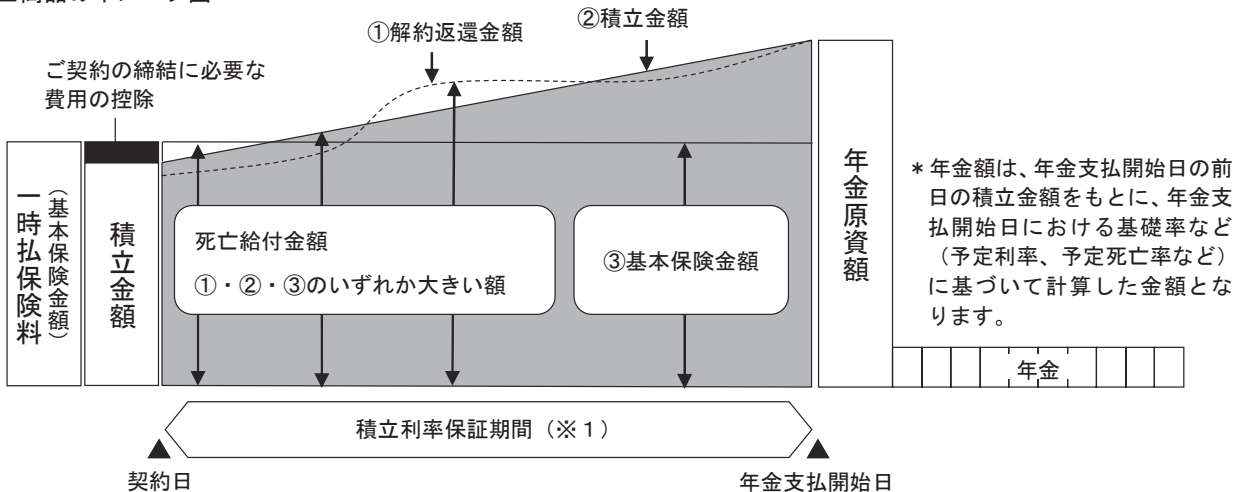 ①解約返還金額
②積立金額
ご契約の締結に必要な
費用の控除
一時払保険料
（基本保険金額）
積立金額
死亡給付金額
①・②・③のいずれか大きい額
③基本保険金額
年金原資額
＊年金額は、年金支払開始日の前
日の積立金額をもとに、年金支
払開始日における基礎率など
（予定利率、予定死亡率など）
に基づいて計算した金額とな
ります。
年金
積立利率保証期間（※１）
契約日
年金支払開始日